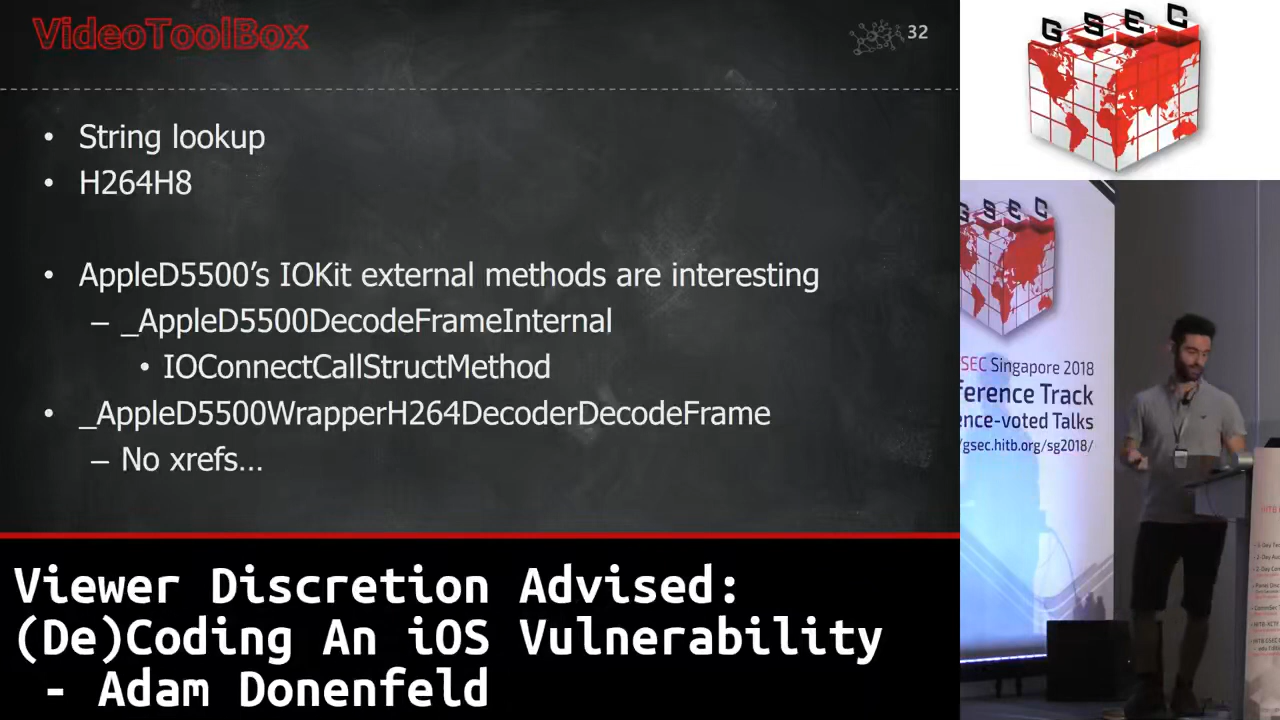 VideoToolBox
32
• String lookup
• H264H8
• AppleD5500’s IOKit external methods are interesting
– _AppleD5500DecodeFrameInternal
• IOConnectCallStructMethod
• _AppleD5500WrapperH264DecoderDecodeFrame
– No xrefs...
Viewer Discretion Advised:
(De)Coding An iOS Vulnerability
- Adam Donenfeld
GSEC
GSEC
SEC Singapore 2018
ference Track
ence-voted Talks
/gsec.hitb.org/sg2018/